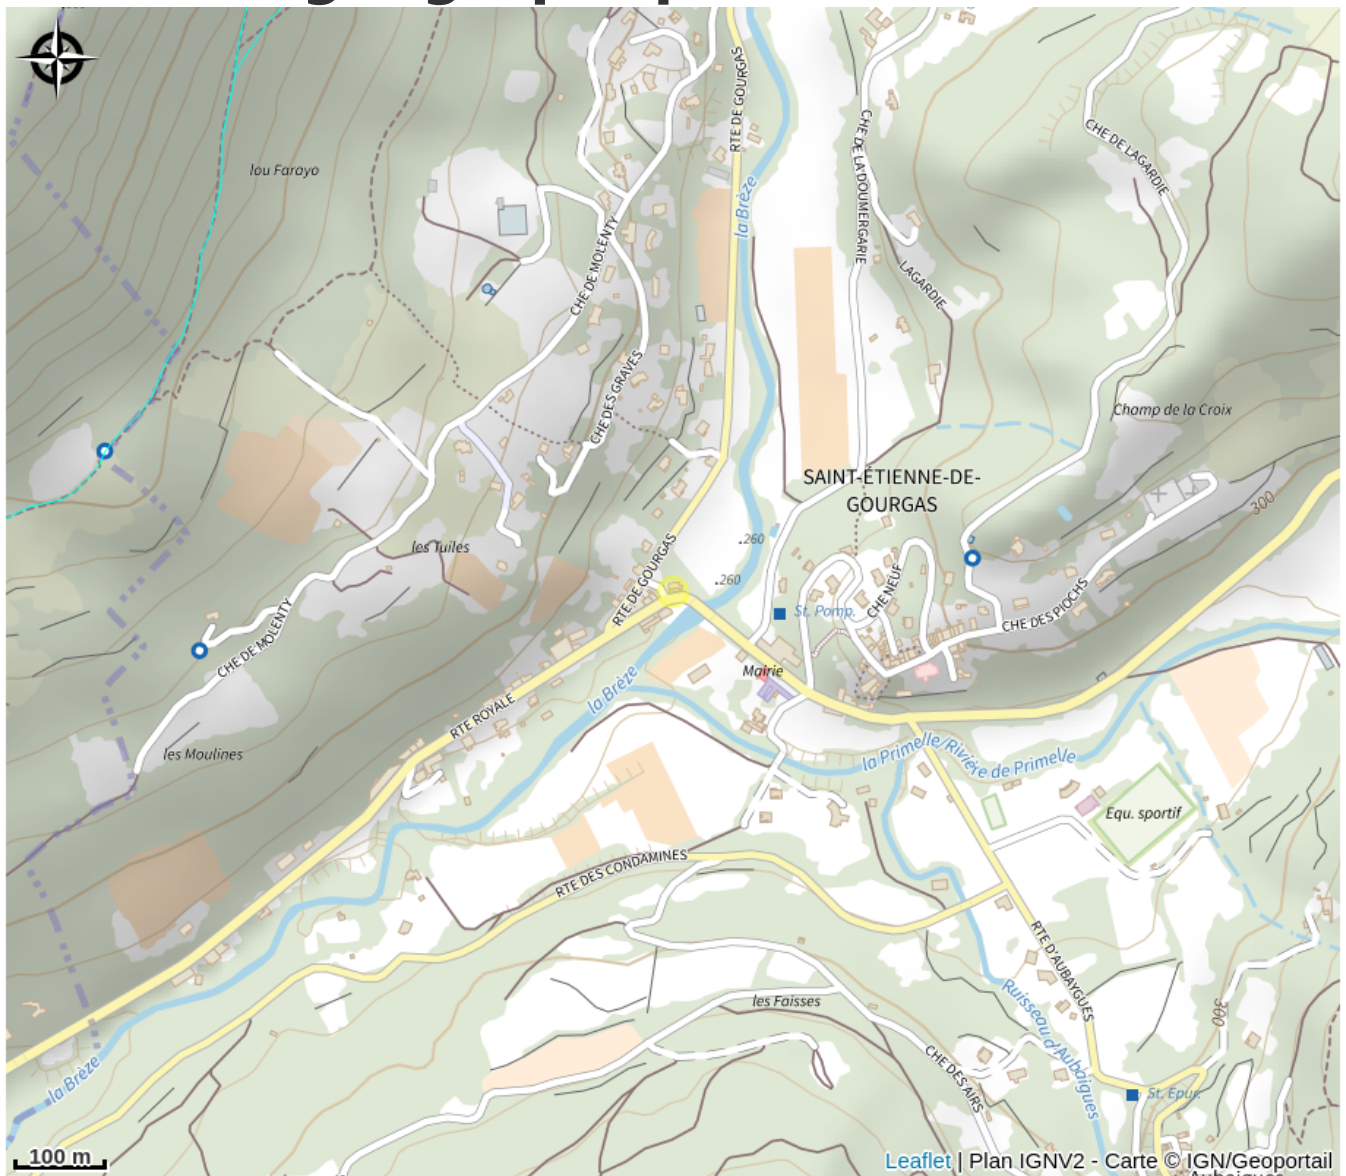 RTE DE GOURGAS
CHE DE LA DOUMERGARIE
CHE DE LAGARDIE
lou Farayo
la Brèze
CHE DE MOLENTY
LAGARDIE
CHE DES GRAVES
Champ de la Croix
SAINT-ÉTIENNE-DE-
GOURGAS
300
.260
les Tuiles
.260
RTE DE GOURGAS
CHE NEUF
St. Pomp.
CHE DES PIOCHS
CHE DE MOLENTY
Mairie
la Brèze
RTE ROYALE
les Moulines
la Primelle/Rivière de Primelle
Equ. sportif
RTE DES CONDAMINES
RTE D'AUBAYGUES
les Faisses
Ruisseau d'Aubaigues
300
CHE DES AIRS
la Brèze
St. Epur.
100 m
Leaflet | Plan IGNV2 - Carte © IGN/Geoportail